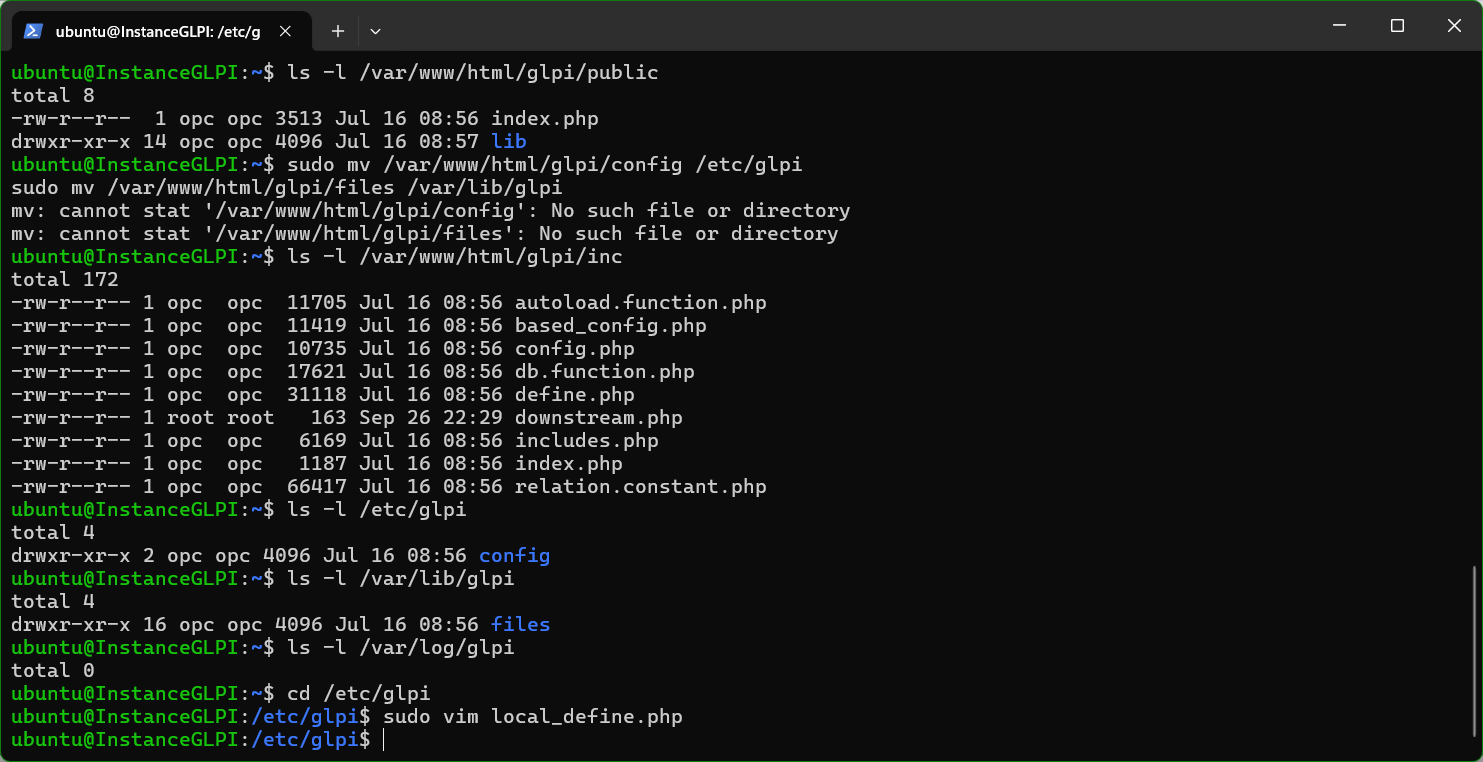 ubuntu@InstanceGLPI: /etc/g
ubuntu@InstanceGLPI:~$ ls -l /var/www/html/glpi/public
total 8
-rw-r--r--  1 opc opc 3513 Jul 16 08:56 index.php
drwxr-xr-x 14 opc opc 4096 Jul 16 08:57 lib
ubuntu@InstanceGLPI:~$ sudo mv /var/www/html/glpi/config /etc/glpi
sudo mv /var/www/html/glpi/files /var/lib/glpi
mv: cannot stat '/var/www/html/glpi/config': No such file or directory
mv: cannot stat '/var/www/html/glpi/files': No such file or directory
ubuntu@InstanceGLPI:~$ ls -l /var/www/html/glpi/inc
total 172
-rw-r--r-- 1 opc  opc  11705 Jul 16 08:56 autoload.function.php
-rw-r--r-- 1 opc  opc  11419 Jul 16 08:56 based_config.php
-rw-r--r-- 1 opc  opc  10735 Jul 16 08:56 config.php
-rw-r--r-- 1 opc  opc  17621 Jul 16 08:56 db.function.php
-rw-r--r-- 1 opc  opc  31118 Jul 16 08:56 define.php
-rw-r--r-- 1 root root   163 Sep 26 22:29 downstream.php
-rw-r--r-- 1 opc  opc   6169 Jul 16 08:56 includes.php
-rw-r--r-- 1 opc  opc   1187 Jul 16 08:56 index.php
-rw-r--r-- 1 opc  opc  66417 Jul 16 08:56 relation.constant.php
ubuntu@InstanceGLPI:~$ ls -l /etc/glpi
total 4
drwxr-xr-x 2 opc opc 4096 Jul 16 08:56 config
ubuntu@InstanceGLPI:~$ ls -l /var/lib/glpi
total 4
drwxr-xr-x 16 opc opc 4096 Jul 16 08:56 files
ubuntu@InstanceGLPI:~$ ls -l /var/log/glpi
total 0
ubuntu@InstanceGLPI:~$ cd /etc/glpi
ubuntu@InstanceGLPI:/etc/glpi$ sudo vim local_define.php
ubuntu@InstanceGLPI:/etc/glpi$